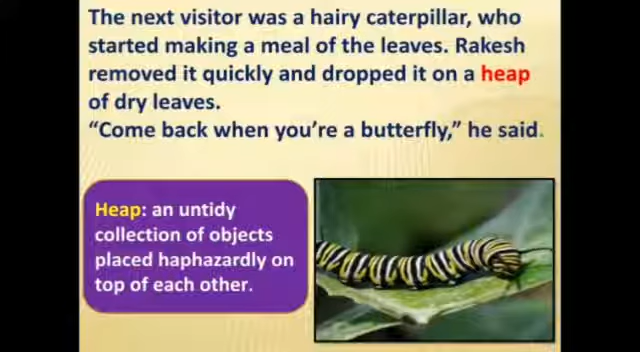 The next visitor was a hairy caterpillar, who
started making a meal of the leaves. Rakesh
removed it quickly and dropped it on a heap
of dry leaves.
“Come back when you’re a butterfly,” he said.
Heap: an untidy
collection of objects
placed haphazardly on
top of each other.